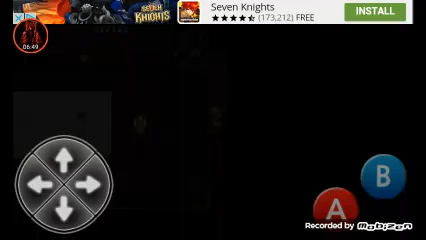 SEVEN
KNIGHTS
Seven Knights
(173,212) FREE
INSTALL
06:49
B
A
Recorded by Mobizen